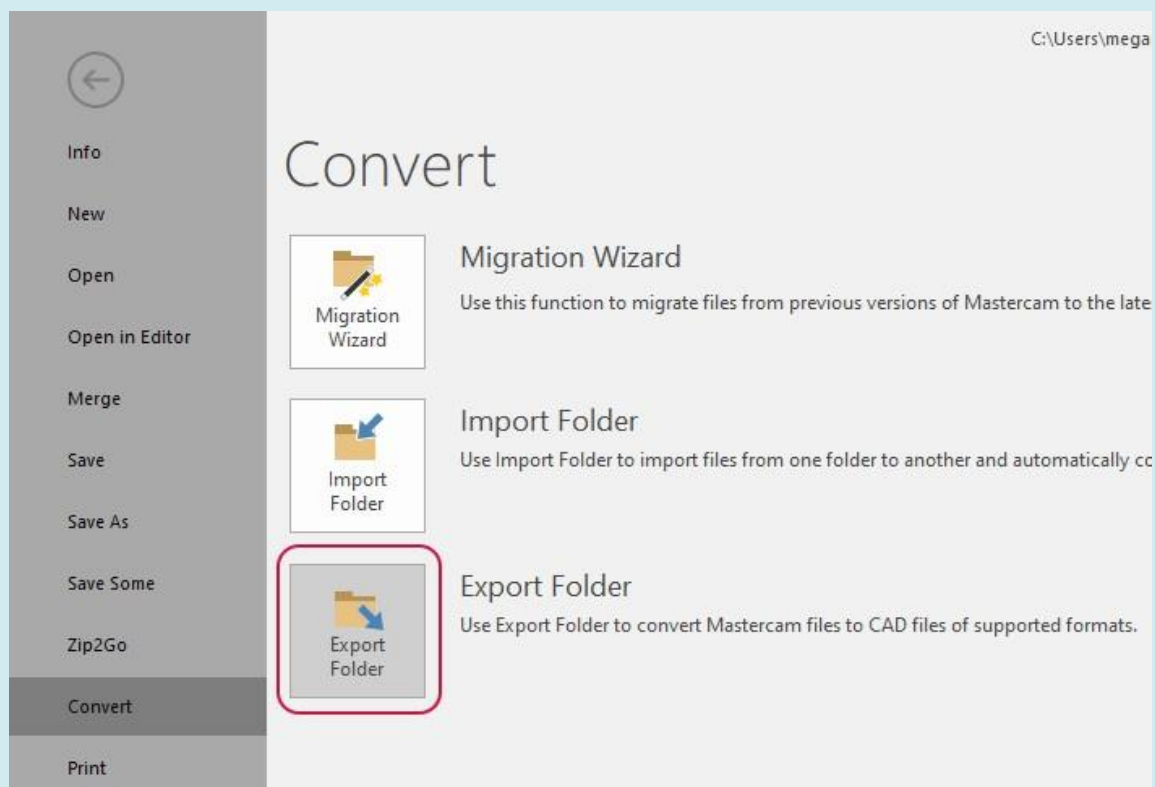 C:\Users\mega
Info
New
Open
Open in Editor
Merge
Save
Save As
Save Some
Zip2Go
Convert
Print
Convert
Migration
Wizard
Migration Wizard
Use this function to migrate files from previous versions of Mastercam to the late
Import
Folder
Import Folder
Use Import Folder to import files from one folder to another and automatically cc
Export
Folder
Export Folder
Use Export Folder to convert Mastercam files to CAD files of supported formats.